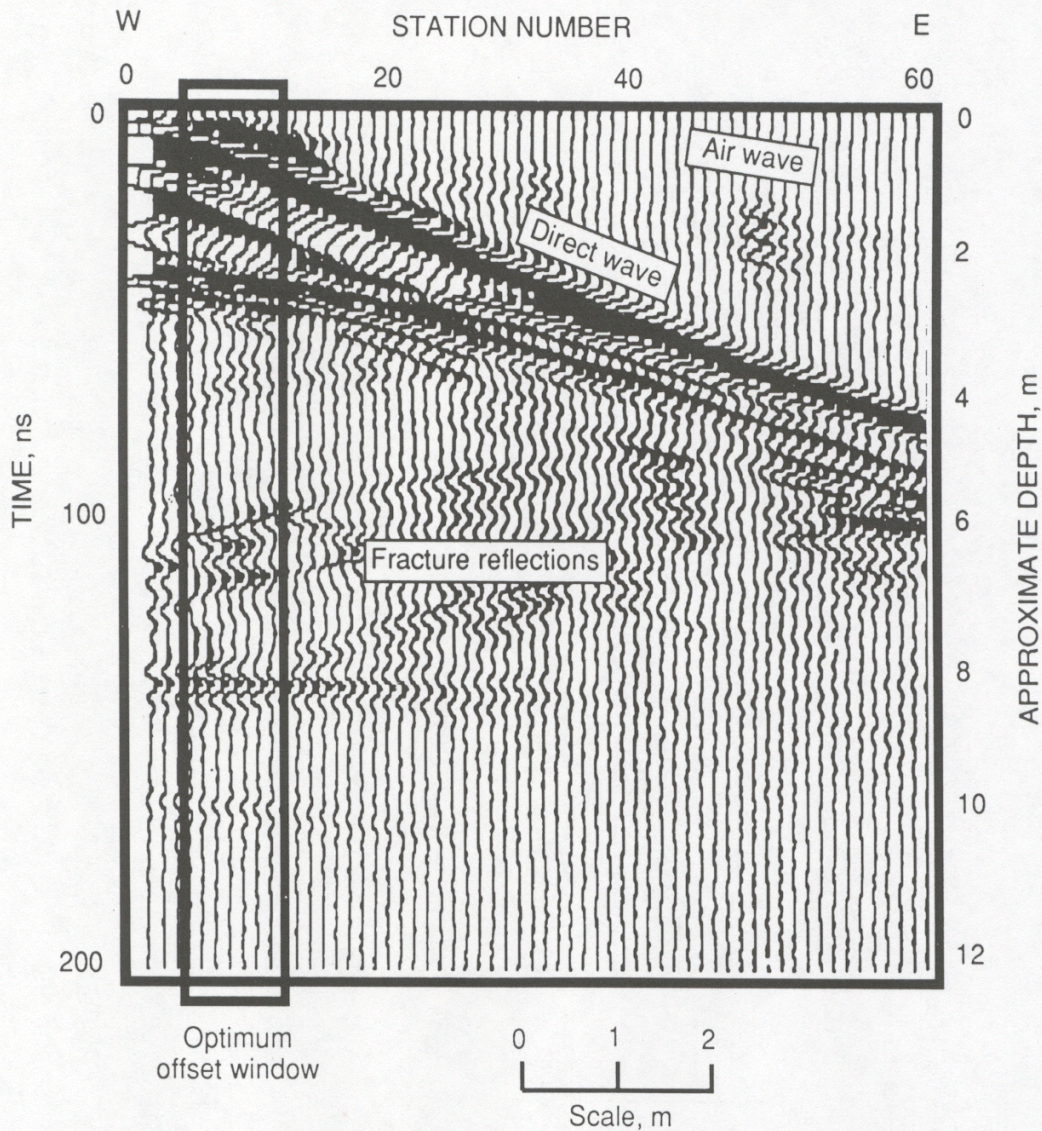 W STATION NUMBER E
0 20 40 60
0 0
Air wave
Direct wave
2
4
TIME, ns
100
6
APPROXIMATE DEPTH, m
Fracture reflections
8
10
200 12
Optimum
offset window
0 1 2
Scale, m